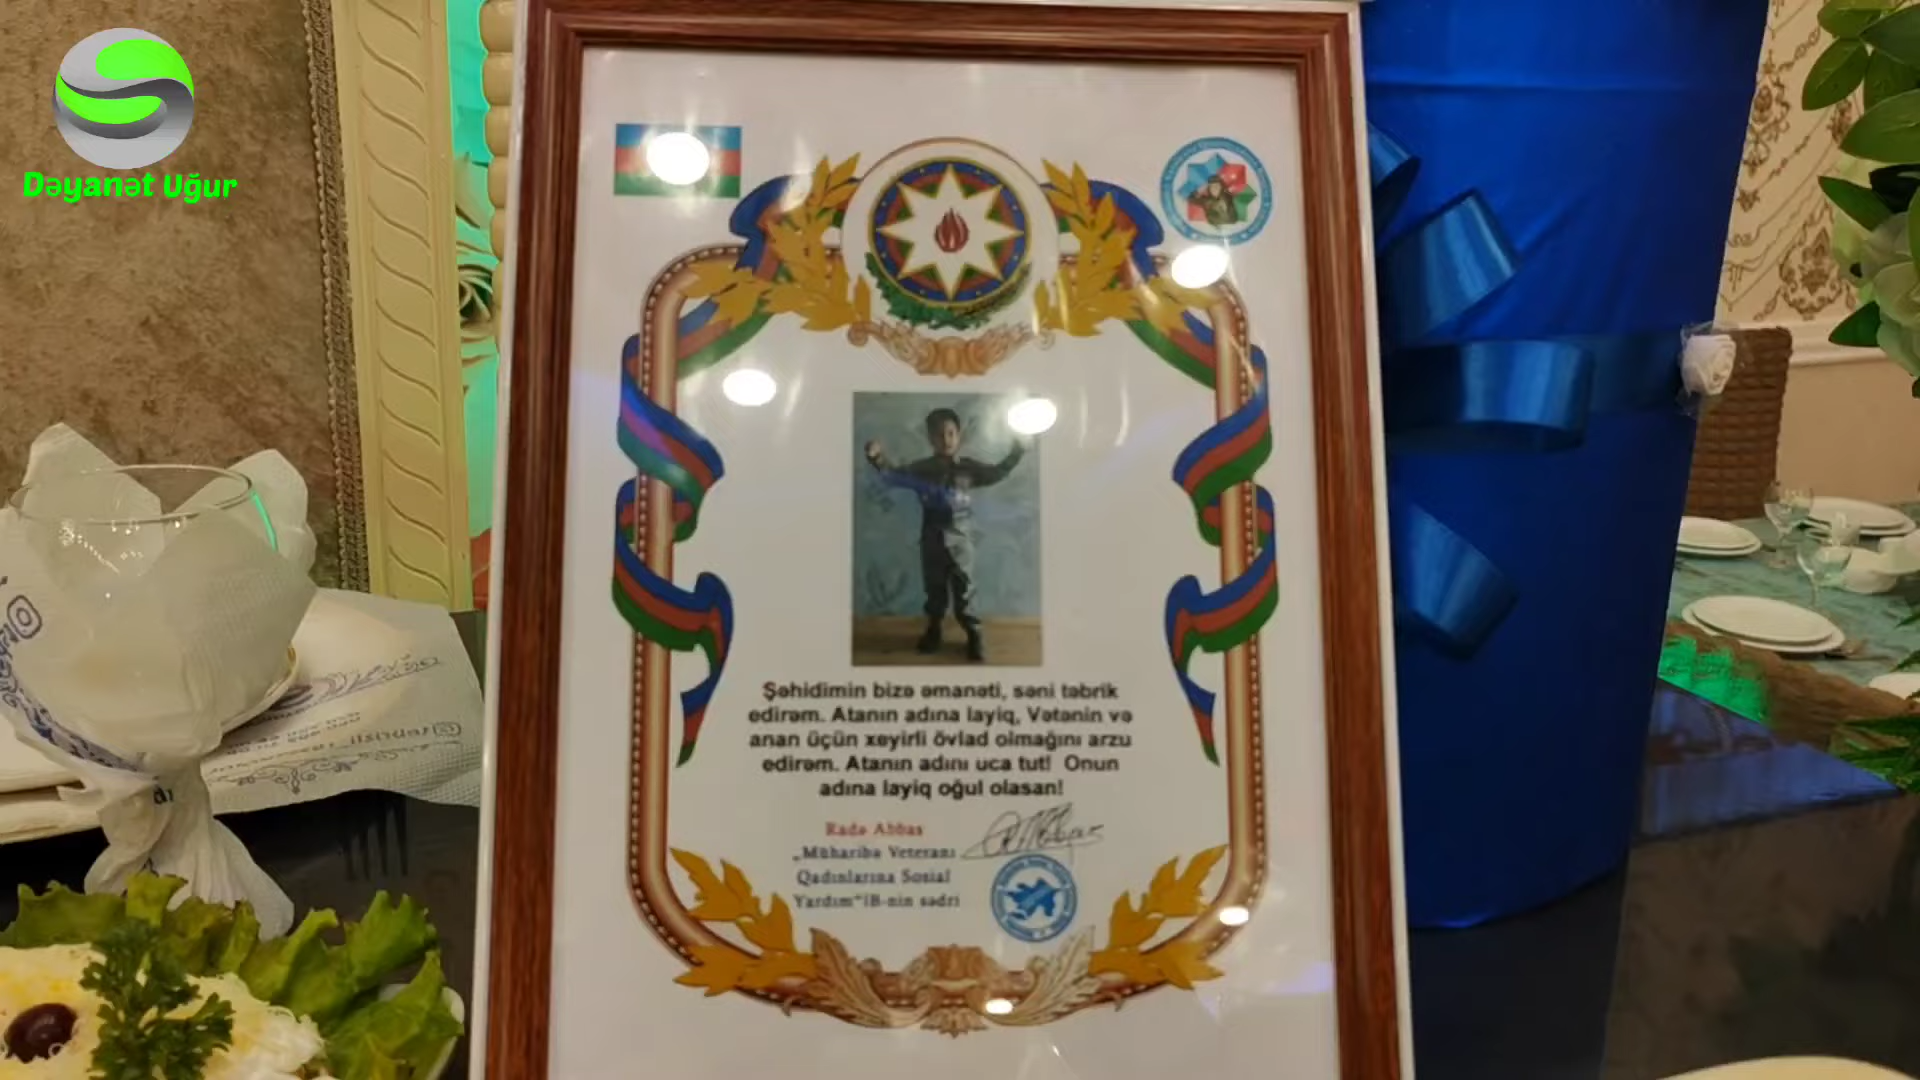 Dəyanət Uğur
Şəhidimin bizə əmanəti, səni təbrik
edirəm. Atanın adına layiq, Vətənin və
anan üçün xeyirli övlad olmağını arzu
edirəm. Atanın adını uca tut! Onun
adına layiq oğul olasan!
Radə Abbas
„Müharibə Veteranı
Qadınlarına Sosial
Yardım“İB-nin sədri